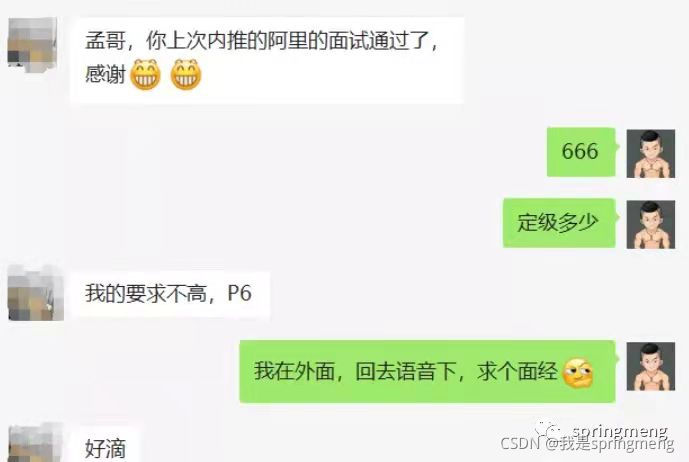 孟哥，你上次内推的阿里的面试通过了，
感谢
666
定级多少
我的要求不高，P6
我在外面，回去语音下，求个面经
好滴
springmeng
CSDN @我是springmeng